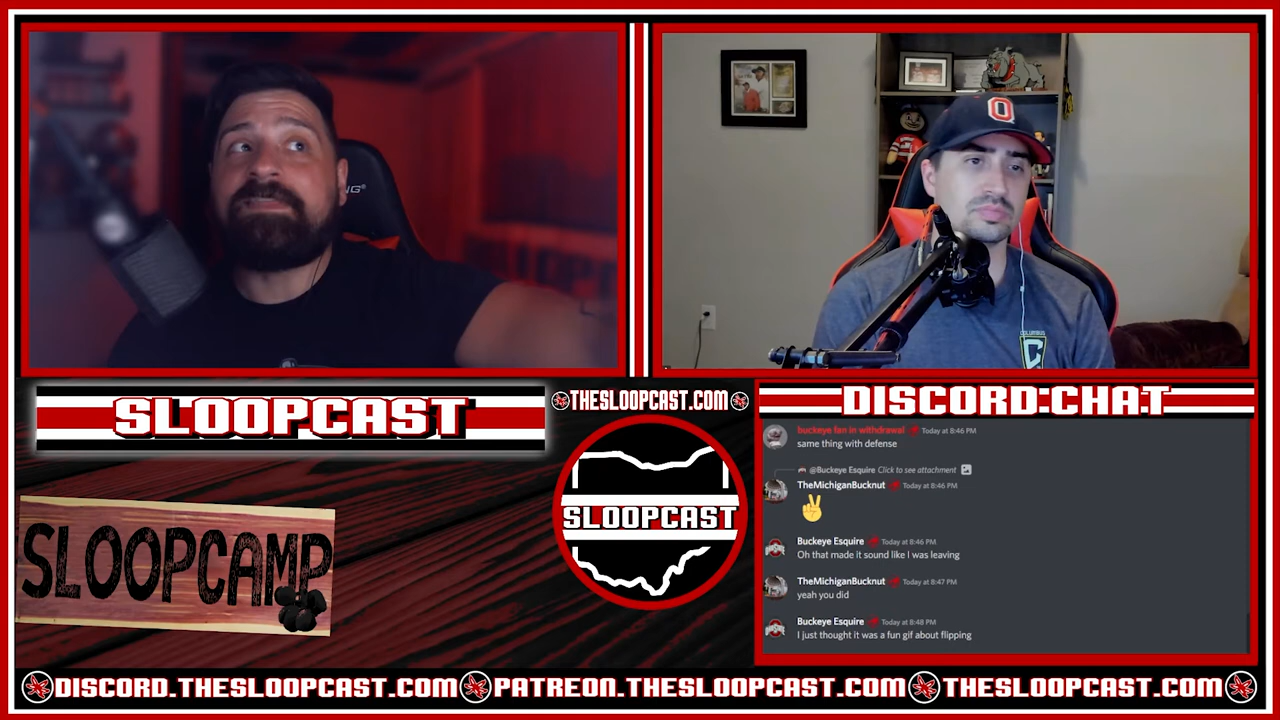 NG®
O
COLUMBUS
C
SLOOPCAST
THESLOOPCAST.COM
DISCORD:CHAT
buckeye fan in withdrawal Today at 8:46 PM
same thing with defense
@Buckeye Esquire Click to see attachment
TheMichiganBucknut Today at 8:46 PM
✌
Buckeye Esquire Today at 8:46 PM
Oh that made it sound like I was leaving
TheMichiganBucknut Today at 8:47 PM
yeah you did
Buckeye Esquire Today at 8:48 PM
I just thought it was a fun gif about flipping
SLOOPCAMP
SLOOPCAST
DISCORD.THESLOOPCAST.COM PATREON.THESLOOPCAST.COM THESLOOPCAST.COM